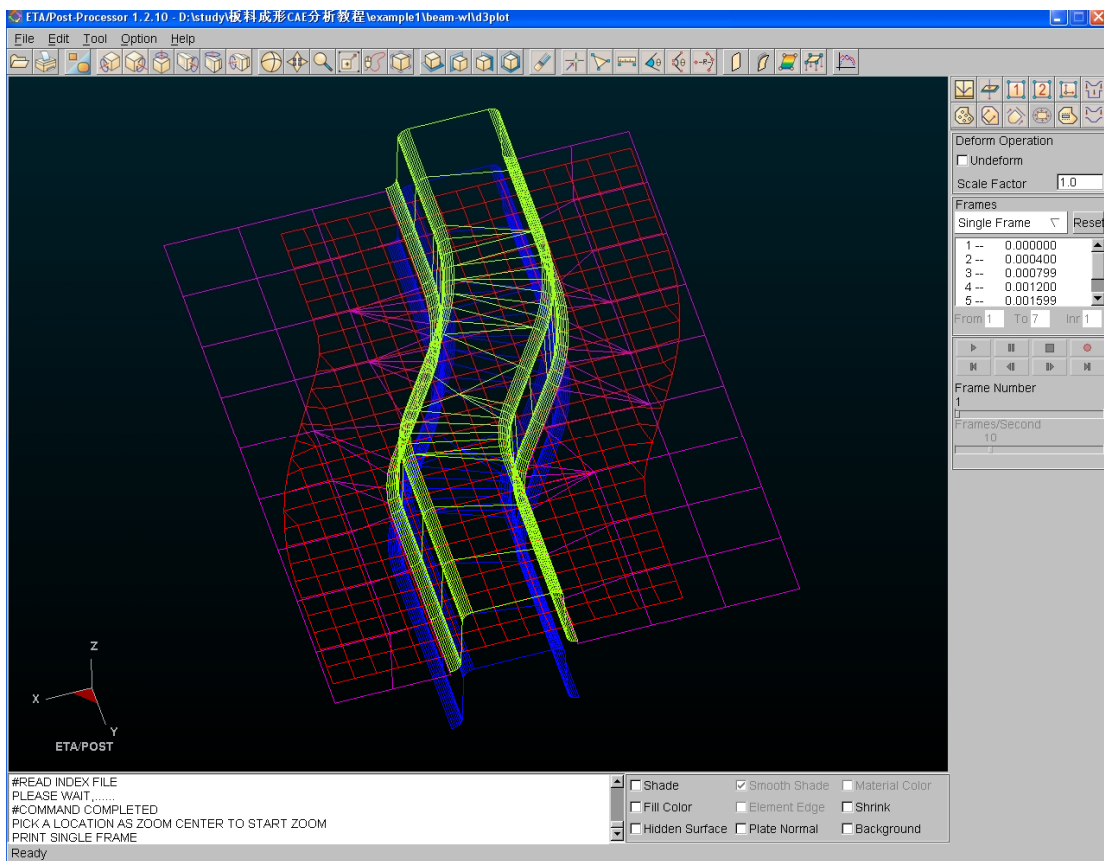 ETA/Post-Processor 1.2.10 - D:\study\板料成形CAE分析教程\example1\beam-wl\d3plot
File Edit Tool Option Help
Deform Operation
Undeform
Scale Factor 1.0
Frames
Single Frame Reset
1 -- 0.000000
2 -- 0.000400
3 -- 0.000799
4 -- 0.001200
5 -- 0.001599
From 1 To 7 Inr 1
Frame Number
1
Frames/Second
10
Z
X
Y
ETA/POST
#READ INDEX FILE
PLEASE WAIT,......
#COMMAND COMPLETED
PICK A LOCATION AS ZOOM CENTER TO START ZOOM
PRINT SINGLE FRAME
Shade Smooth Shade Material Color
Fill Color Element Edge Shrink
Hidden Surface Plate Normal Background
Ready